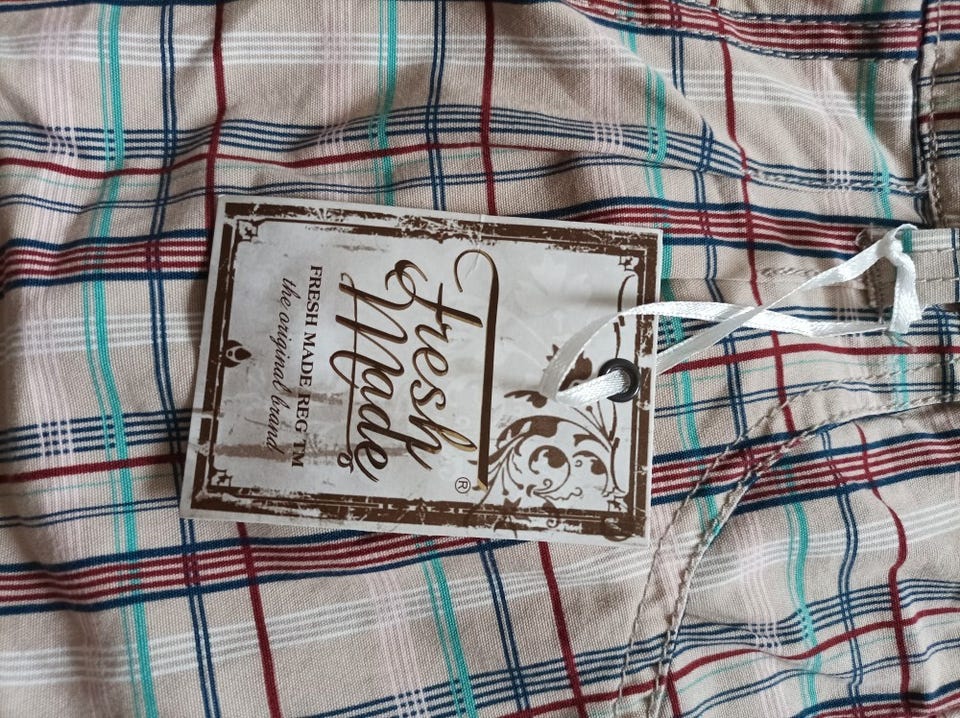 Fresh
Made
®
FRESH MADE REG TM
the original brand